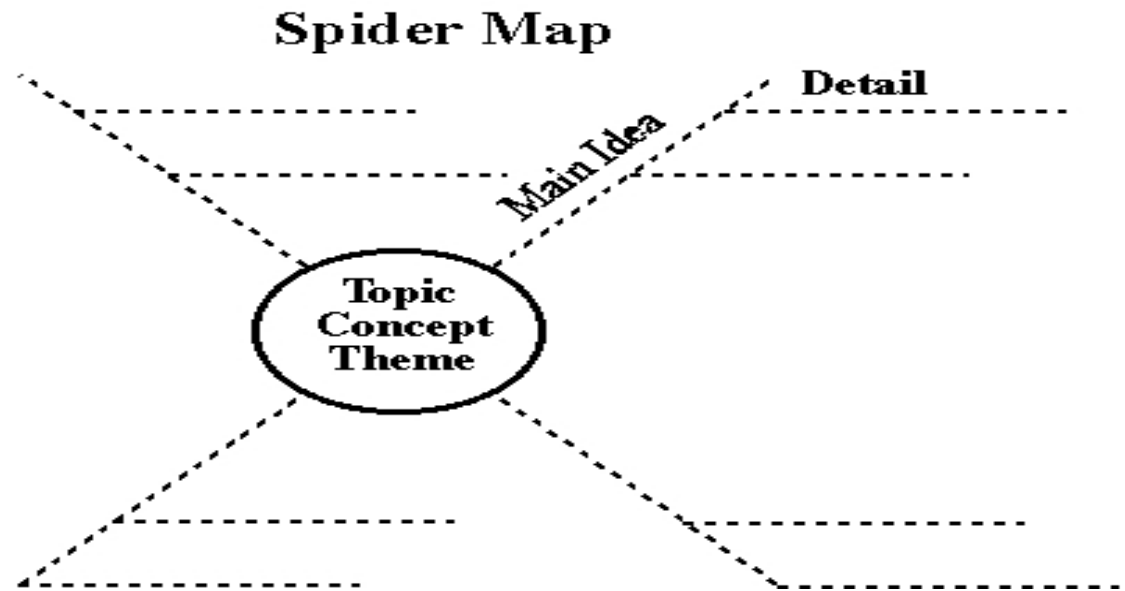 Spider Map
Detail
Main Idea
Topic
Concept
Theme